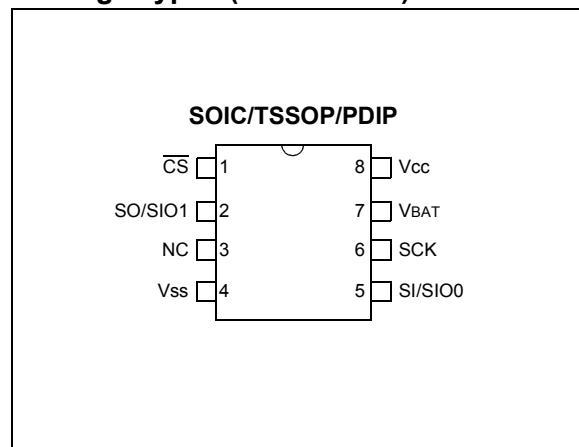 SOIC/TSSOP/PDIP
C̅S̅ 1 8 Vcc
SO/SIO1 2 7 VBAT
NC 3 6 SCK
Vss 4 5 SI/SIO0